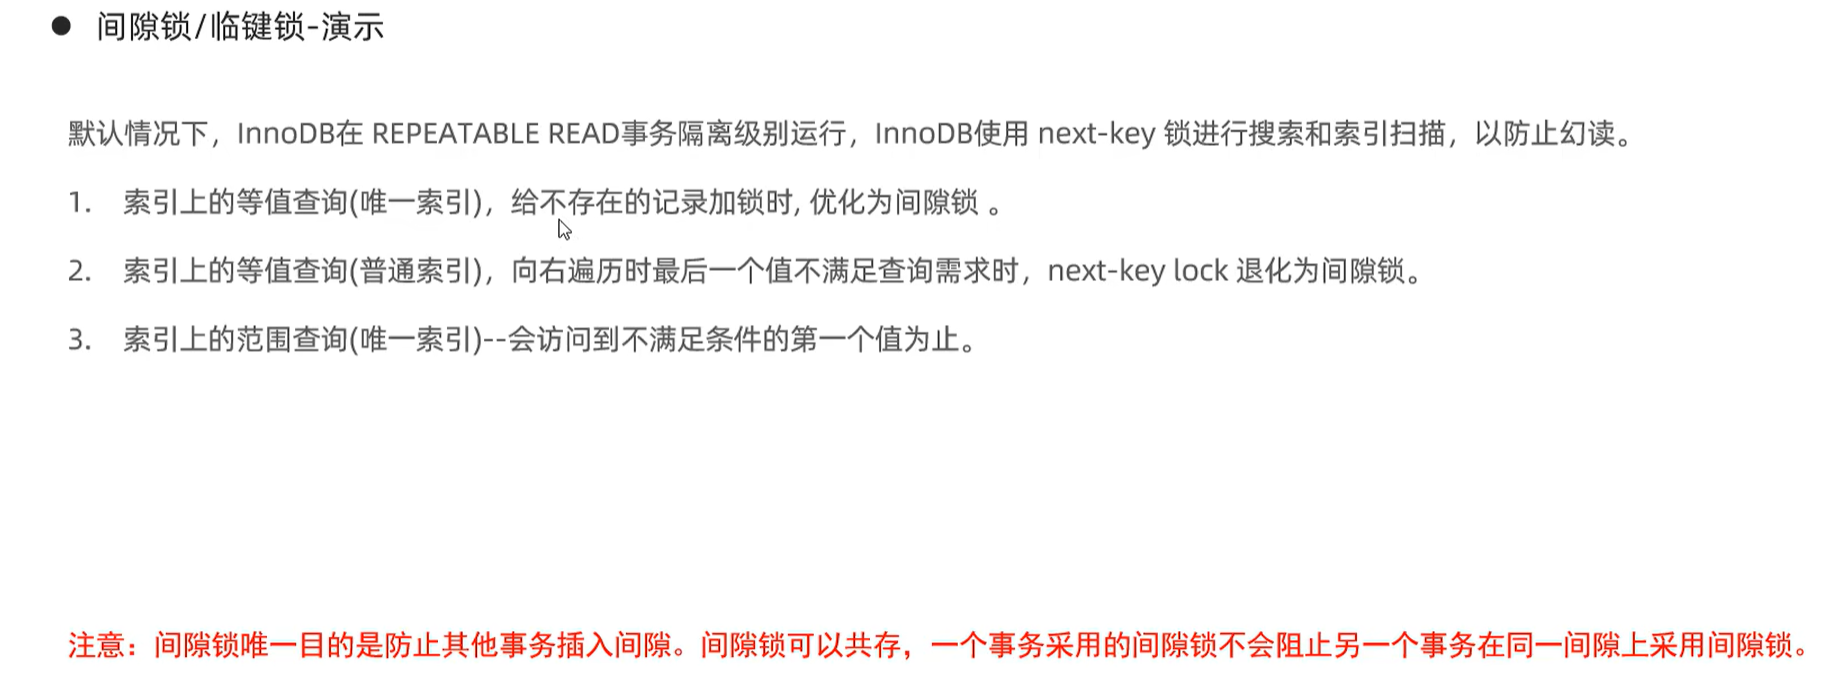 ● 间隙锁/临键锁-演示
默认情况下，InnoDB在 REPEATABLE READ事务隔离级别运行，InnoDB使用 next-key 锁进行搜索和索引扫描，以防止幻读。
1. 索引上的等值查询(唯一索引)，给不存在的记录加锁时, 优化为间隙锁 。
2. 索引上的等值查询(普通索引)，向右遍历时最后一个值不满足查询需求时，next-key lock 退化为间隙锁。
3. 索引上的范围查询(唯一索引)--会访问到不满足条件的第一个值为止。
注意：间隙锁唯一目的是防止其他事务插入间隙。间隙锁可以共存，一个事务采用的间隙锁不会阻止另一个事务在同一间隙上采用间隙锁。